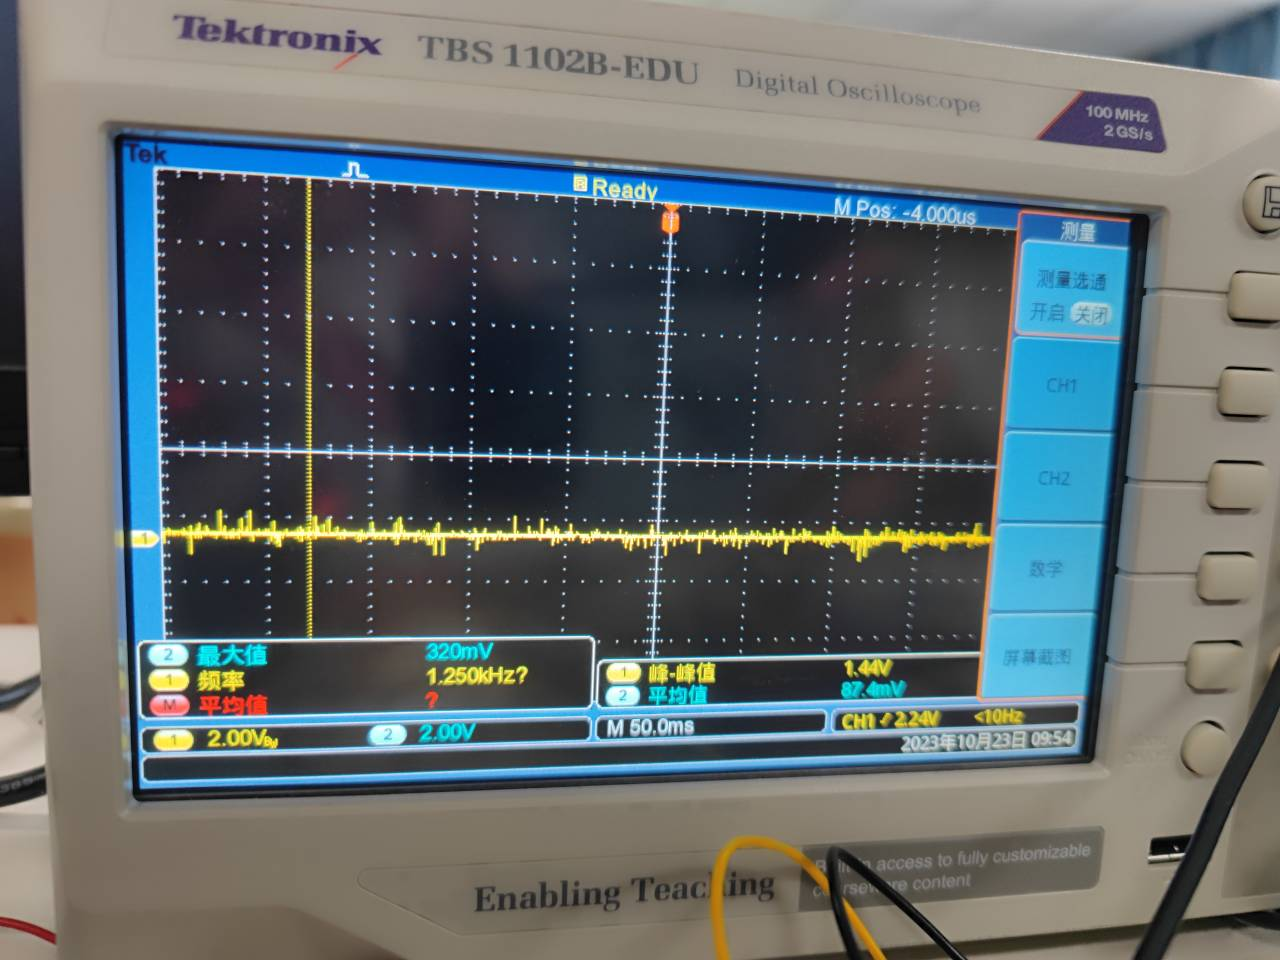 Tektronix TBS 1102B-EDU Digital Oscilloscope
100 MHz
2 GS/s
Tek
R Ready
M Pos: -4.000us
测量
测量选通
开启 关闭
CH1
CH2
数学
屏幕截图
1
2 最大值 320mV
1 频率 1.250kHz?
M 平均值 ?
1 峰-峰值 1.44V
2 平均值 87.4mV
1 2.00VBW 2 2.00V
M 50.0ms
CH1 2.24V <10Hz
2023年10月23日 09:54
Enabling Teaching
in access to fully customizable
content